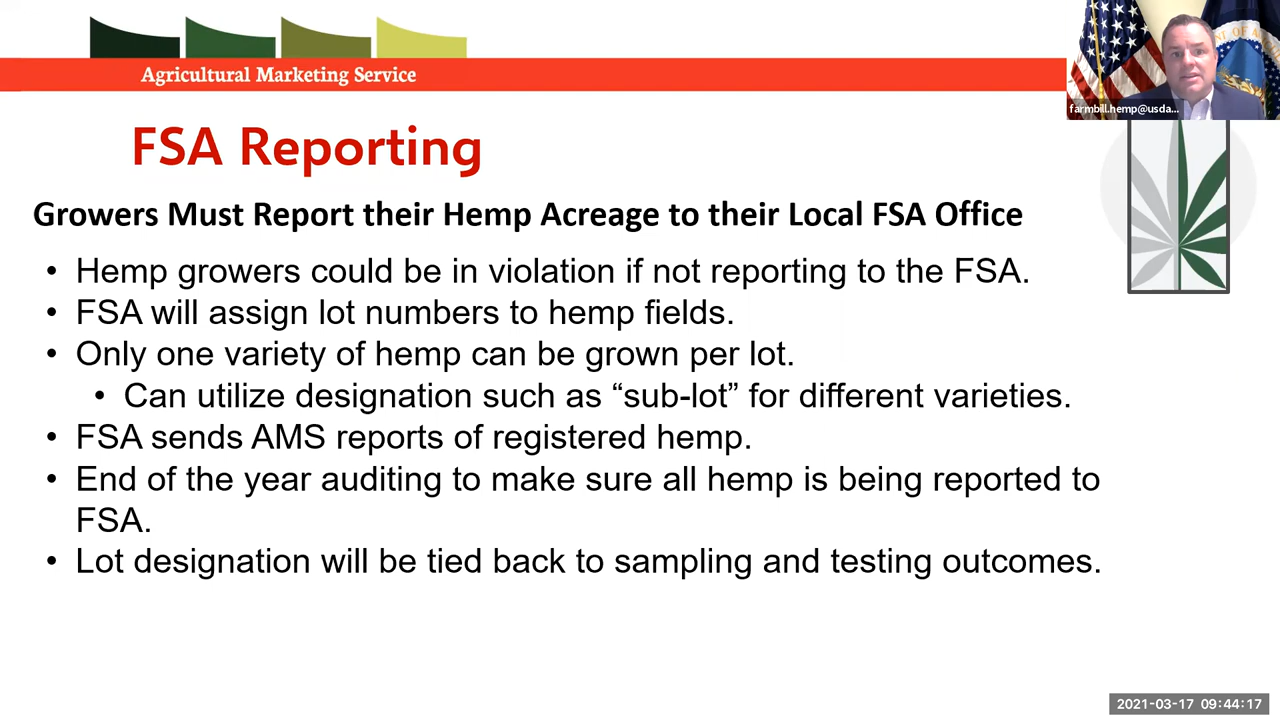 Agricultural Marketing Service
farmbill.hemp@usda...
FSA Reporting
Growers Must Report their Hemp Acreage to their Local FSA Office
• Hemp growers could be in violation if not reporting to the FSA.
• FSA will assign lot numbers to hemp fields.
• Only one variety of hemp can be grown per lot.
• Can utilize designation such as “sub-lot” for different varieties.
• FSA sends AMS reports of registered hemp.
• End of the year auditing to make sure all hemp is being reported to
FSA.
• Lot designation will be tied back to sampling and testing outcomes.
2021-03-17 09:44:17